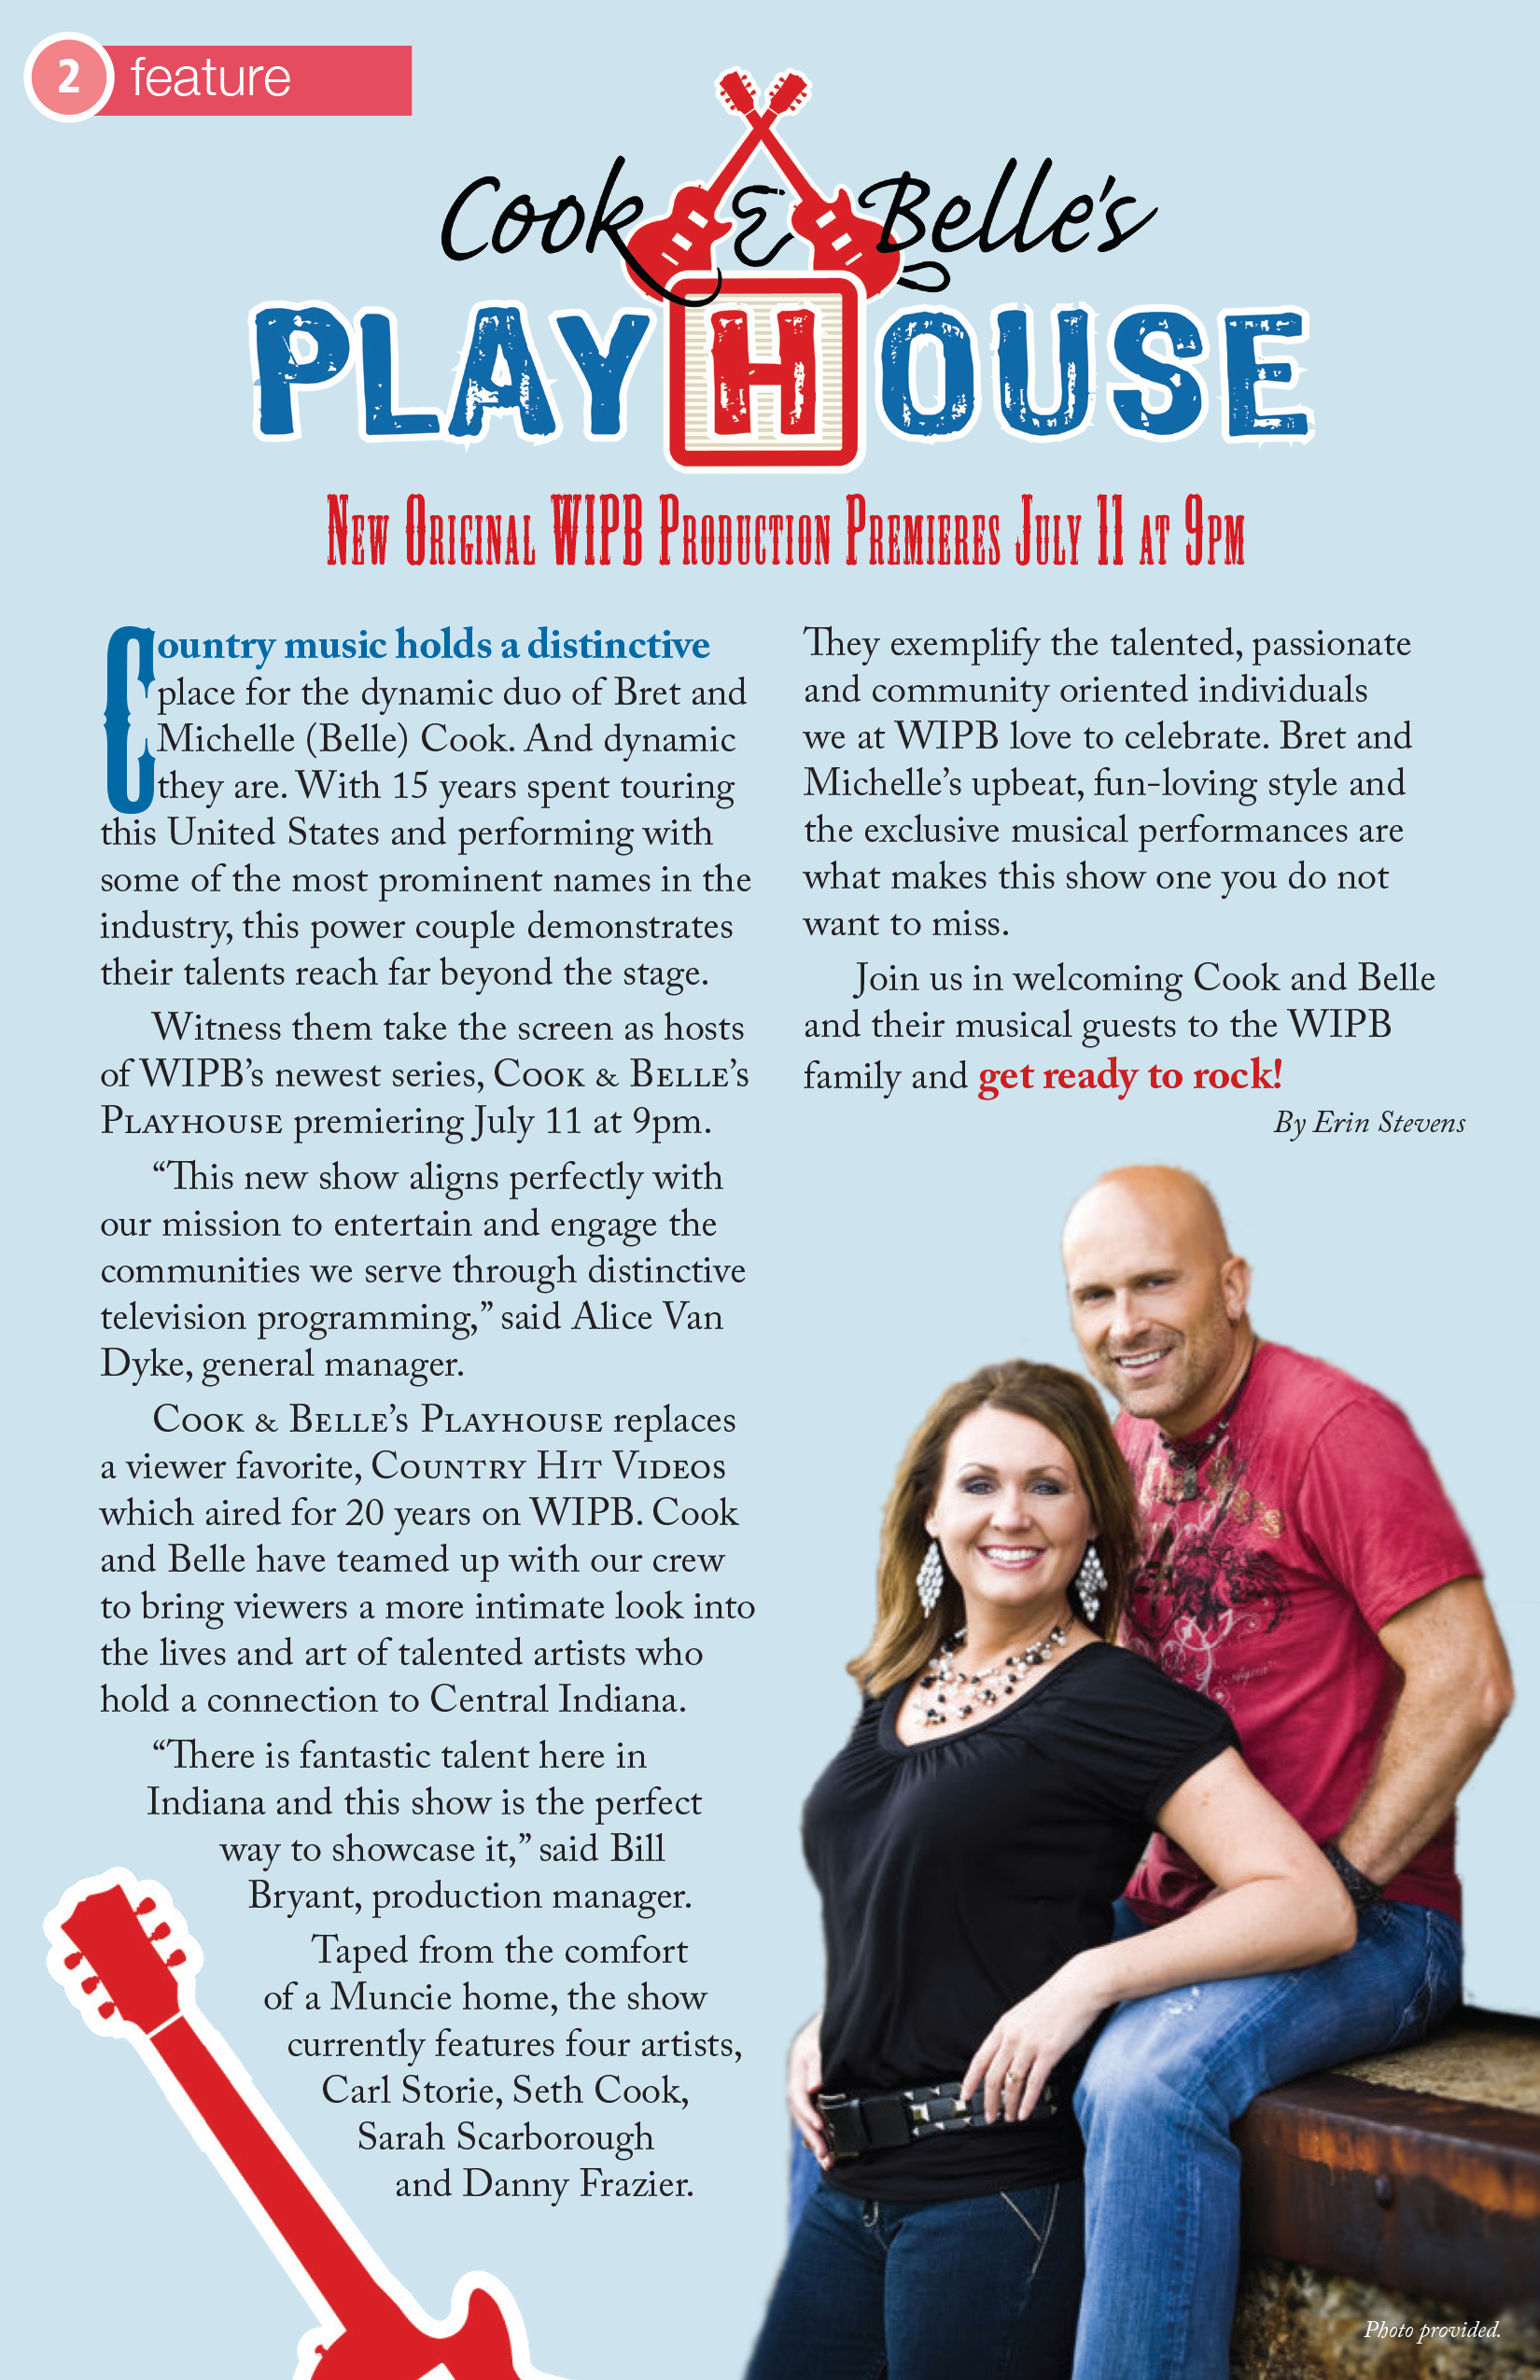 2 feature
Cook & Belle's
PLAYHOUSE
New Original WIPB Production Premieres July 11 at 9pm
Country music holds a distinctive
place for the dynamic duo of Bret and
Michelle (Belle) Cook. And dynamic
they are. With 15 years spent touring
this United States and performing with
some of the most prominent names in the
industry, this power couple demonstrates
their talents reach far beyond the stage.
Witness them take the screen as hosts
of WIPB’s newest series, Cook & Belle’s
Playhouse premiering July 11 at 9pm.
“This new show aligns perfectly with
our mission to entertain and engage the
communities we serve through distinctive
television programming,” said Alice Van
Dyke, general manager.
Cook & Belle’s Playhouse replaces
a viewer favorite, Country Hit Videos
which aired for 20 years on WIPB. Cook
and Belle have teamed up with our crew
to bring viewers a more intimate look into
the lives and art of talented artists who
hold a connection to Central Indiana.
“There is fantastic talent here in
Indiana and this show is the perfect
way to showcase it,” said Bill
Bryant, production manager.
Taped from the comfort
of a Muncie home, the show
currently features four artists,
Carl Storie, Seth Cook,
Sarah Scarborough
and Danny Frazier.
They exemplify the talented, passionate
and community oriented individuals
we at WIPB love to celebrate. Bret and
Michelle’s upbeat, fun-loving style and
the exclusive musical performances are
what makes this show one you do not
want to miss.
Join us in welcoming Cook and Belle
and their musical guests to the WIPB
family and get ready to rock!
By Erin Stevens
Photo provided.